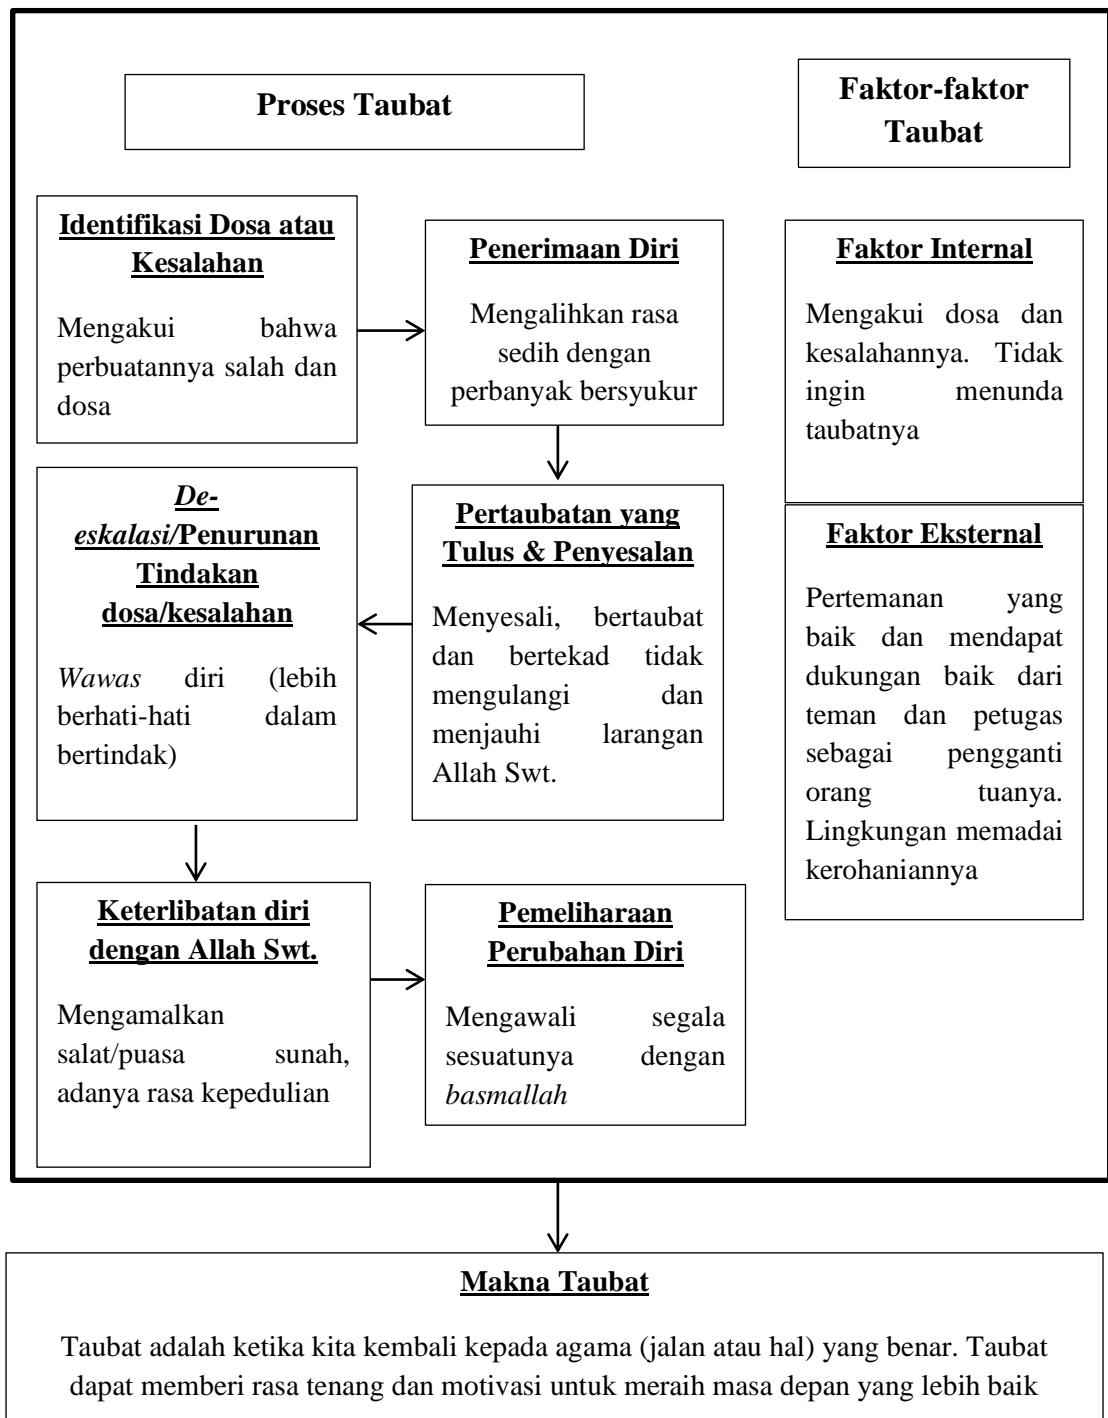 Proses Taubat
Faktor-faktor
Taubat
Identifikasi Dosa atau
Kesalahan
Mengakui bahwa
perbuatannya salah dan
dosa
Penerimaan Diri
Mengalihkan rasa
sedih dengan
perbanyak bersyukur
Pertaubatan yang
Tulus & Penyesalan
Menyesali, bertaubat
dan bertekad tidak
mengulangi dan
menjauhi larangan
Allah Swt.
De-
eskalasi/Penurunan
Tindakan
dosa/kesalahan
Wawas diri (lebih
berhati-hati dalam
bertindak)
Keterlibatan diri
dengan Allah Swt.
Mengamalkan
salat/puasa sunah,
adanya rasa kepedulian
Pemeliharaan
Perubahan Diri
Mengawali segala
sesuatunya dengan
basmallah
Faktor Internal
Mengakui dosa dan
kesalahannya. Tidak
ingin menunda
taubatnya
Faktor Eksternal
Pertemanan yang
baik dan mendapat
dukungan baik dari
teman dan petugas
sebagai pengganti
orang tuanya.
Lingkungan memadai
kerohaniannya
Makna Taubat
Taubat adalah ketika kita kembali kepada agama (jalan atau hal) yang benar. Taubat
dapat memberi rasa tenang dan motivasi untuk meraih masa depan yang lebih baik